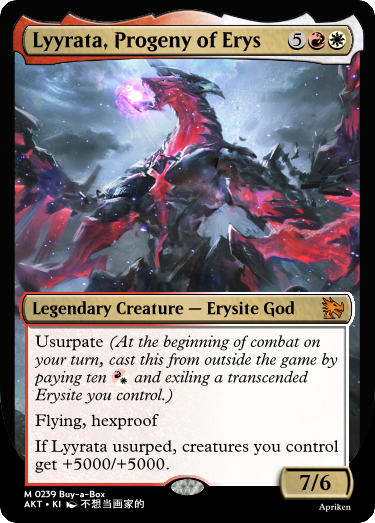 Lyyrata, Progeny of Erys 5
Legendary Creature — Erysite God
Usurpate (At the beginning of combat on
your turn, cast this from outside the game by
paying ten and exiling a transcended
Erysite you control.)
Flying, hexproof
If Lyyrata usurped, creatures you control
get +5000/+5000.
7/6
M 0239 Buy-a-Box
AKT • KI 不想当画家的
Apriken